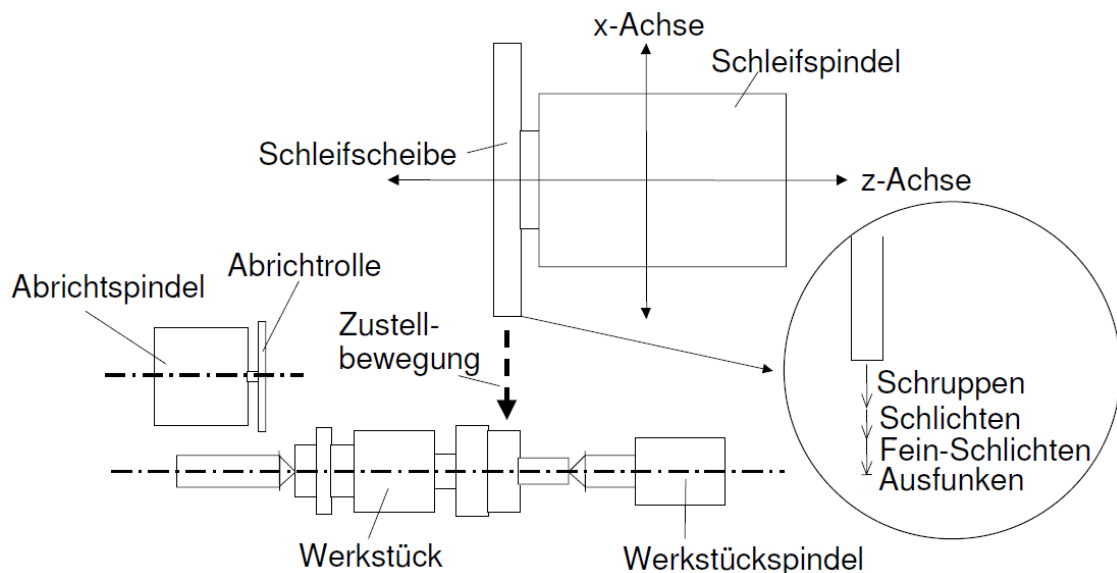 x-Achse
Schleifspindel
Schleifscheibe
z-Achse
Abrichtrolle
Abrichtspindel
Zustell-
bewegung
Schruppen
Schlichten
Fein-Schlichten
Ausfunken
Werkstück
Werkstückspindel